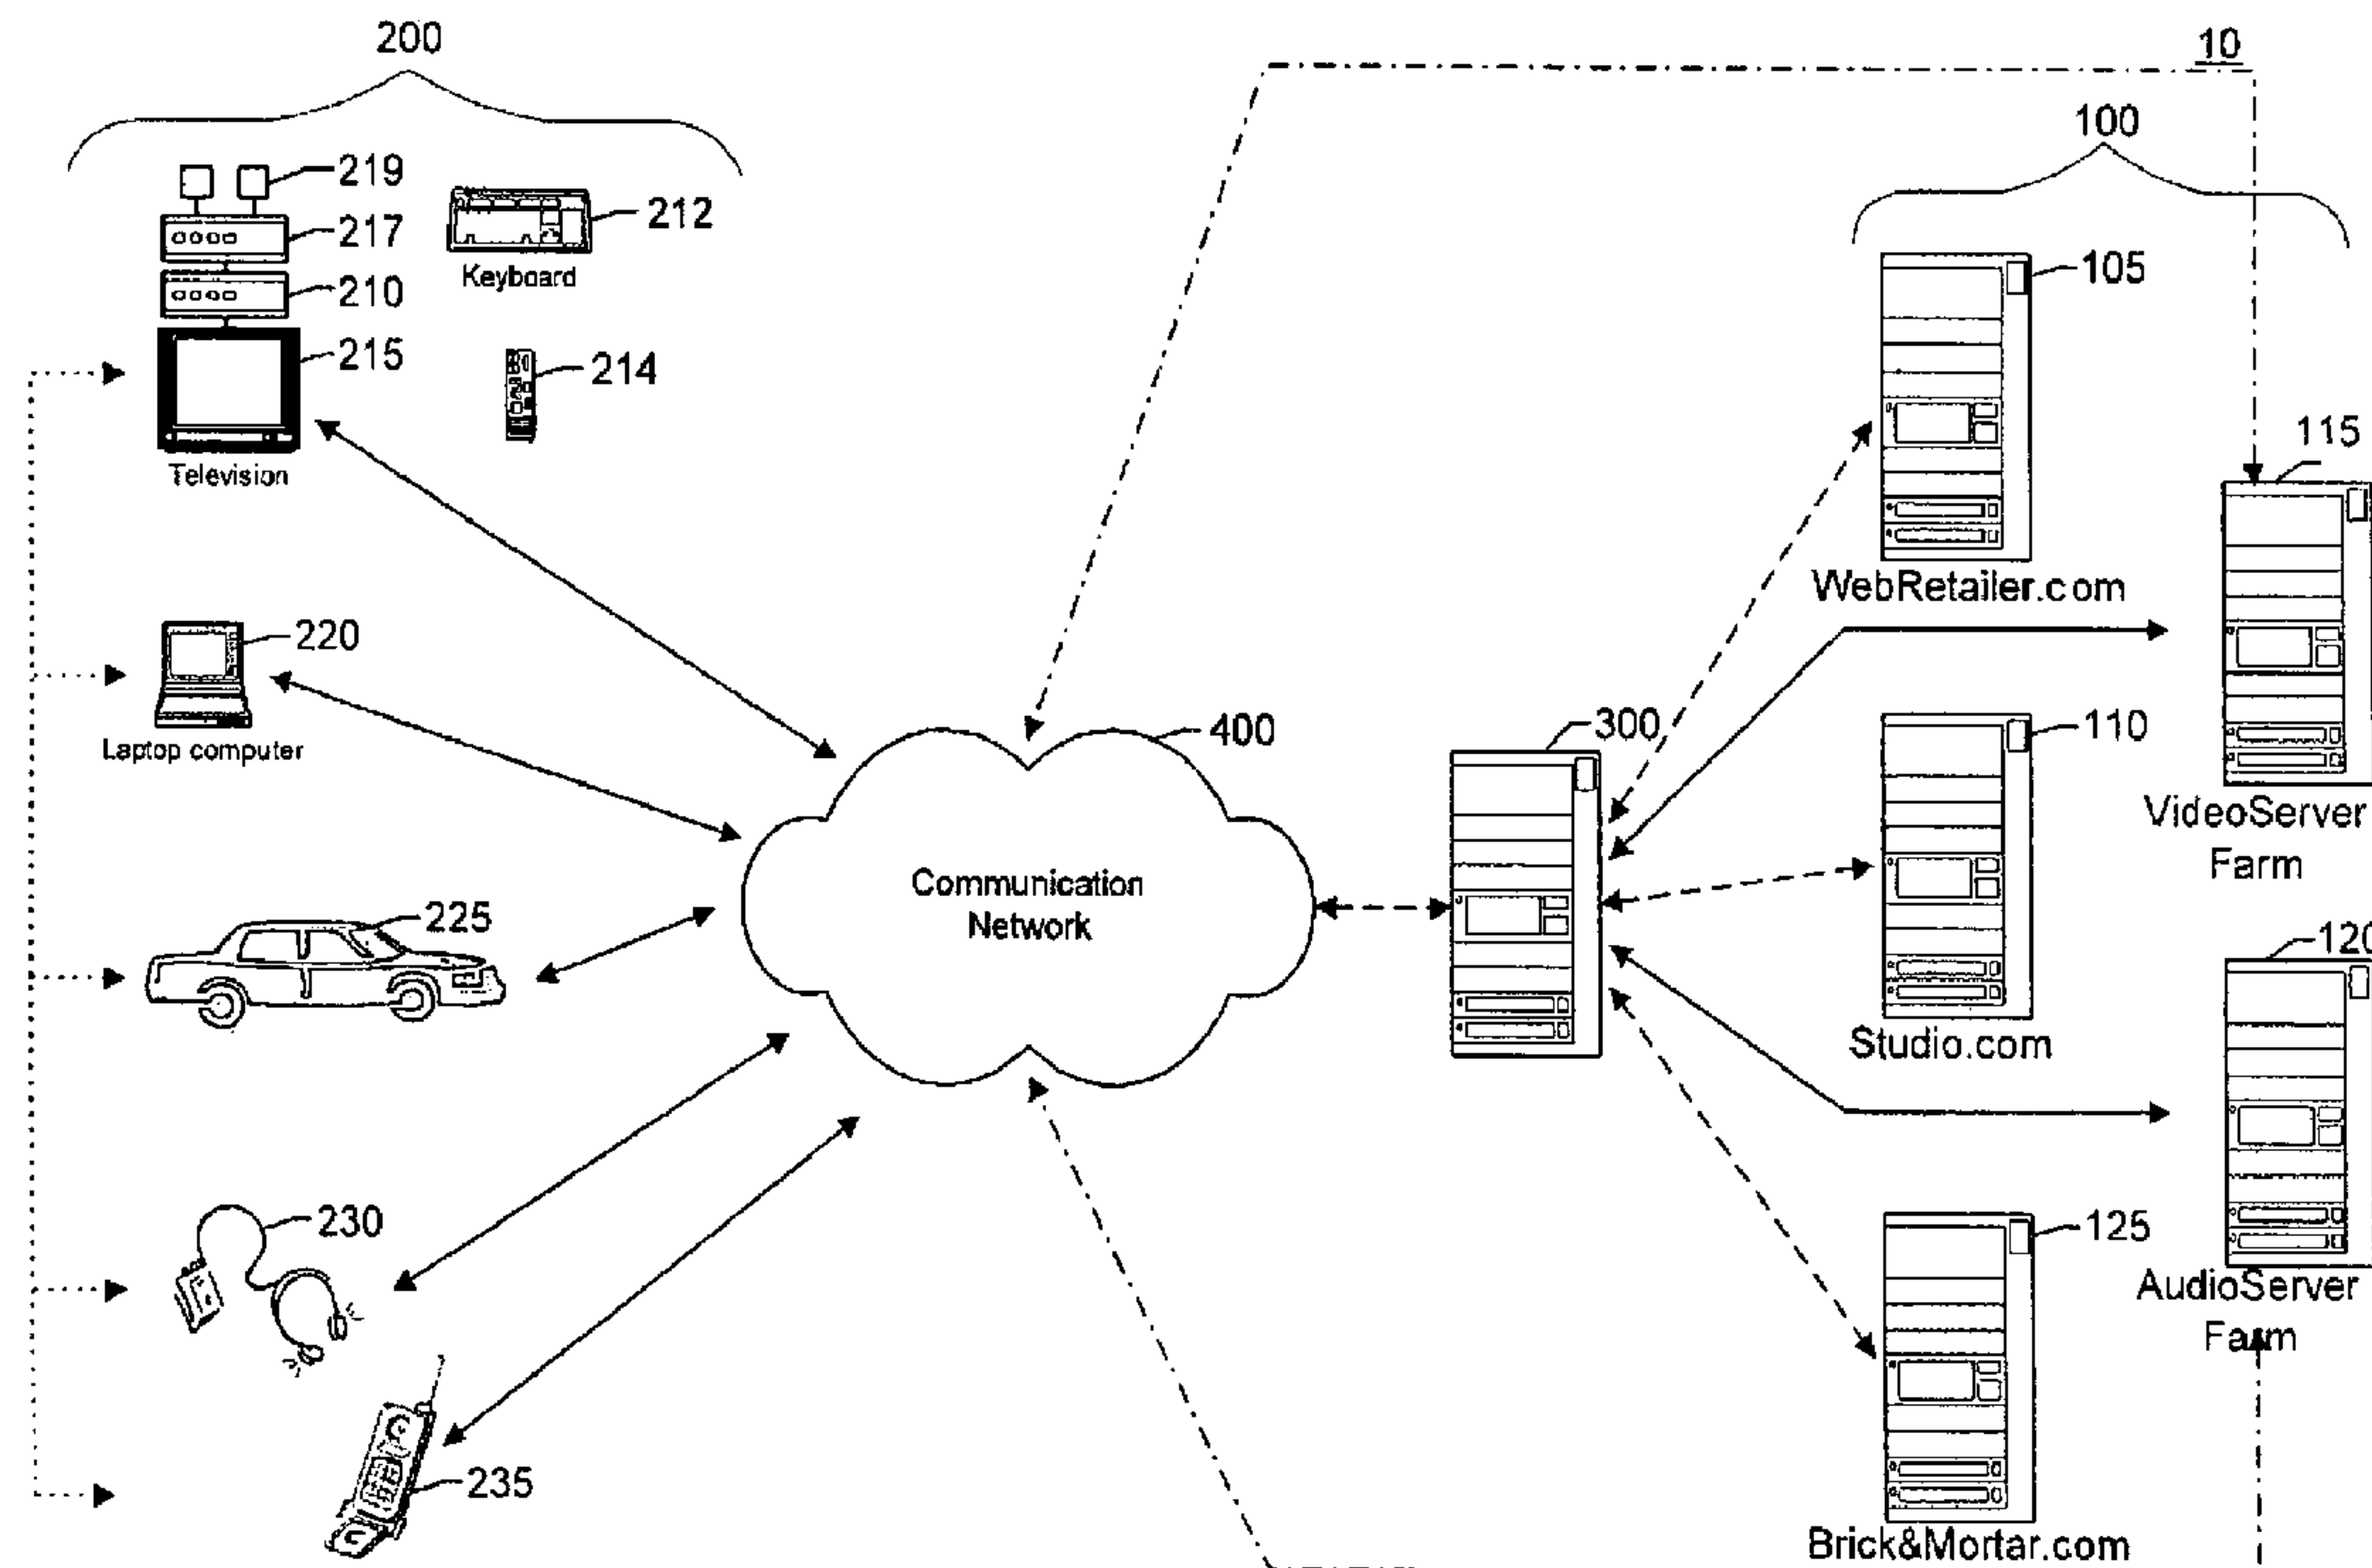 200
10
100
219
217
210
215
212
Keyboard
214
Television
105
WebRetailer.com
115
VideoServer
Farm
220
Laptop computer
400
Communication
Network
300
110
Studio.com
225
120
AudioServer
Farm
230
125
Brick&Mortar.com
235